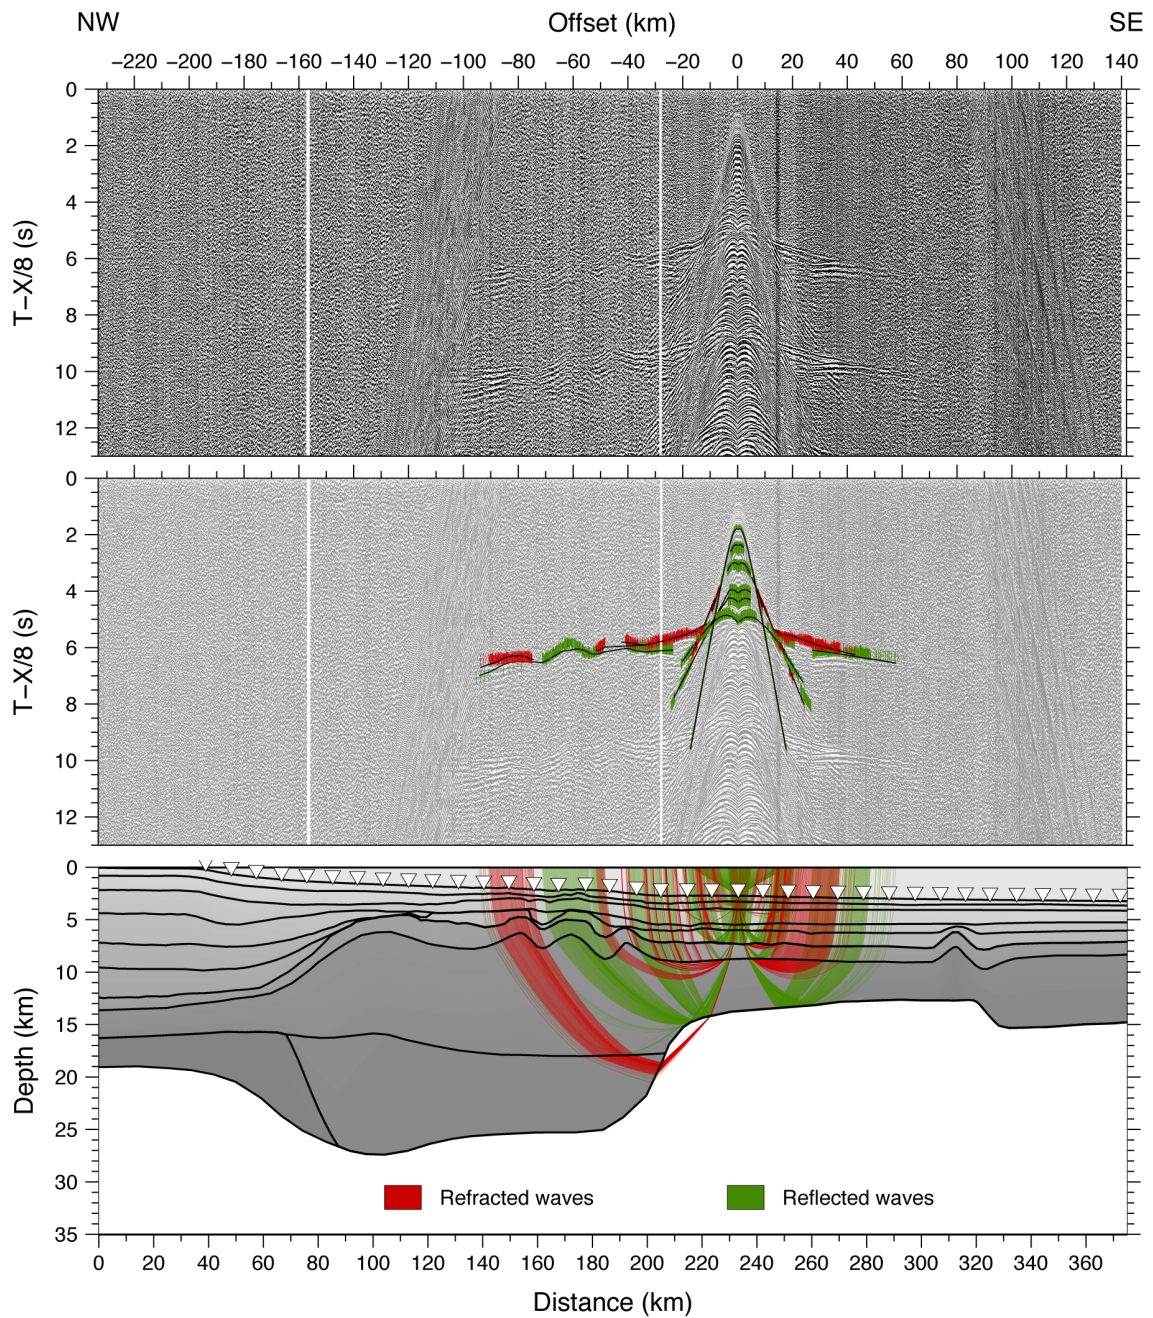 NW Offset (km) SE
−220 −200 −180 −160 −140 −120 −100 −80 −60 −40 −20 0 20 40 60 80 100 120 140
0
2
4
6
8
10
12
T−X/8 (s)
0
2
4
6
8
10
12
T−X/8 (s)
0
5
10
15
20
25
30
35
Depth (km)
Refracted waves Reflected waves
0 20 40 60 80 100 120 140 160 180 200 220 240 260 280 300 320 340 360
Distance (km)